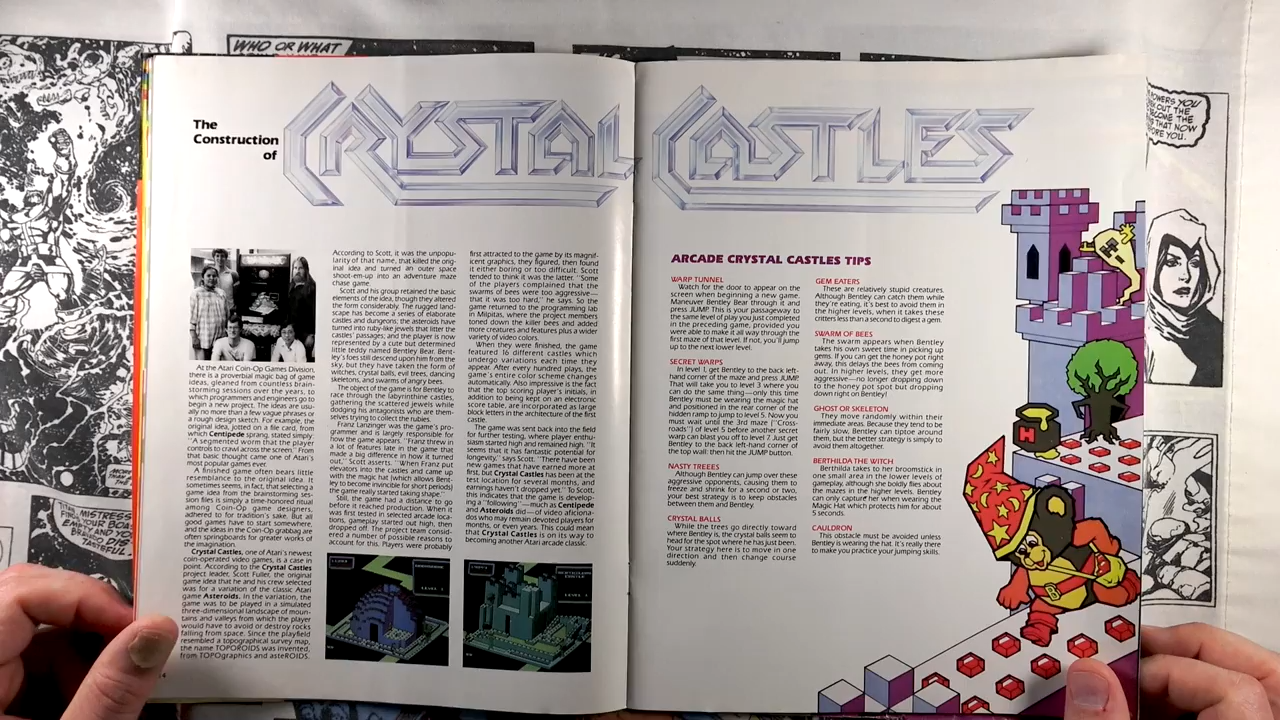 WHO OR WHAT
The
Construction
of
CRYSTAL CASTLES
At the Atari Coin-Op Games Division,
there is a proverbial magic bag of game
ideas, gleaned from countless brain-
storming sessions over the years, to
which programmers and engineers go to
begin a new project. The ideas are usu-
ally no more than a few vague phrases or
a rough design sketch. For example, the
original idea, jotted on a file card, from
which Centipede sprang, stated simply:
"A segmented worm that the player
controls to crawl across the screen." From
that basic thought came one of Atari's
most popular games ever.
A finished game often bears little
resemblance to the original idea. It
sometimes seems, in fact, that selecting a
game idea from the brainstorming ses-
sion files is simply a time-honored ritual
among Coin-Op game designers,
adhered to for tradition's sake. But all
good games have to start somewhere,
and the ideas in the Coin-Op grabbag are
often springboards for greater works of
the imagination.
Crystal Castles, one of Atari's newest
coin-operated video games, is a case in
point. According to the Crystal Castles
project leader, Scott Fuller, the original
game idea that he and his crew selected
was for a variation of the classic Atari
game Asteroids. In the variation, the
game was to be played in a simulated
three-dimensional landscape of moun-
tains and valleys from which the player
would have to avoid or destroy rocks
falling from space. Since the playfield
resembled a topographical survey map,
the name TOPOROIDS was invented,
from TOPOgraphics and asteROIDS.
According to Scott, it was the unpopu-
larity of that name, that killed the orig-
inal idea and turned an outer space
shoot-em-up into an adventure maze
chase game.
Scott and his group retained the basic
elements of the idea, though they altered
the form considerably. The rugged land-
scape has become a series of elaborate
castles and dungeons; the asteroids have
turned into ruby-like jewels that litter the
castles' passages; and the player is now
represented by a cute but determined
little teddy named Bentley Bear. Bent-
ley's foes still descend upon him from the
sky, but they have taken the form of
witches, crystal balls, evil trees, dancing
skeletons, and swarms of angry bees.
The object of the game is for Bentley to
race through the labyrinthine castles,
gathering the scattered jewels while
dodging his antagonists who are them-
selves trying to collect the rubies.
Franz Lanzinger was the game's pro-
grammer and is largely responsible for
how the game appears. "Franz threw in
a lot of features late in the game that
made a big difference in how it turned
out," Scott asserts. "When Franz put
elevators into the castles and came up
with the magic hat (which allows Bent-
ley to become invincible for short periods)
the game really started taking shape."
Still, the game had a distance to go
before it reached production. When it
was first tested in selected arcade loca-
tions, gameplay started out high, then
dropped off. The project team consid-
ered a number of possible reasons to
account for this. Players were probably
first attracted to the game by its magnif-
icent graphics, they figured, then found
it either boring or too difficult. Scott
tended to think it was the latter. "Some
of the players complained that the
swarms of bees were too aggressive—
that it was too hard," he says. So the
game returned to the programming lab
in Milpitas, where the project members
toned down the killer bees and added
more creatures and features plus a wider
variety of video colors.
When they were finished, the game
featured 16 different castles which
undergo variations each time they
appear. After every hundred plays, the
game's entire color scheme changes
automatically. Also impressive is the fact
that the top scoring player's initials, in
addition to being kept on an electronic
score table, are incorporated as large
block letters in the architecture of the first
castle.
The game was sent back into the field
for further testing, where player enthu-
siasm started high and remained high. "It
seems that it has fantastic potential for
longevity," says Scott. "There have been
new games that have earned more at
first, but Crystal Castles has been at the
test location for several months, and
earnings haven't dropped yet." To Scott,
this indicates that the game is develop-
ing a "following"—much as Centipede
and Asteroids did—of video aficiona-
dos who may remain devoted players for
months, or even years. This could mean
that Crystal Castles is on its way to
becoming another Atari arcade classic.
ARCADE CRYSTAL CASTLES TIPS
WARP TUNNEL
Watch for the door to appear on the
screen when beginning a new game.
Maneuver Bentley Bear through it and
press JUMP. This is your passageway to
the same level of play you just completed
in the preceding game, provided you
were able to make it all way through the
first maze of that level. If not, you'll jump
up to the next lower level.
SECRET WARPS
In level 1, get Bentley to the back left-
hand corner of the maze and press JUMP.
That will take you to level 3 where you
can do the same thing—only this time
Bentley must be wearing the magic hat
and positioned in the rear corner of the
hidden ramp to jump to level 5. Now you
must wait until the 3rd maze ["Cross-
roads"] of level 5 before another secret
warp can blast you off to level 7. Just get
Bentley to the back left-hand corner of
the top wall: then hit the JUMP button.
NASTY TREEES
Although Bentley can jump over these
aggressive opponents, causing them to
freeze and shrink for a second or two,
your best strategy is to keep obstacles
between them and Bentley.
CRYSTAL BALLS
While the trees go directly toward
where Bentley is, the crystal balls seem to
head for the spot where he has just been.
Your strategy here is to move in one
direction and then change course
suddenly.
GEM EATERS
These are relatively stupid creatures.
Although Bentley can catch them while
they're eating, it's best to avoid them in
the higher levels, when it takes these
critters less than a second to digest a gem.
SWARM OF BEES
The swarm appears when Bentley
takes his own sweet time in picking up
gems. If you can get the honey pot right
away, this delays the bees from coming
out. In higher levels, they get more
aggressive—no longer dropping down
to the honey pot spot but dropping
down right on Bentley!
GHOST OR SKELETON
They move randomly within their
immediate areas. Because they tend to be
fairly slow, Bentley can tiptoe around
them, but the better strategy is simply to
avoid them altogether.
BERTHILDA THE WITCH
Berthilda takes to her broomstick in
one small area in the lower levels of
gameplay, although she boldly flies about
the mazes in the higher levels. Bentley
can only capture her when wearing the
Magic Hat which protects him for about
5 seconds.
CAULDRON
This obstacle must be avoided unless
Bentley is wearing the hat. It's really there
to make you practice your jumping skills.
H
B
4